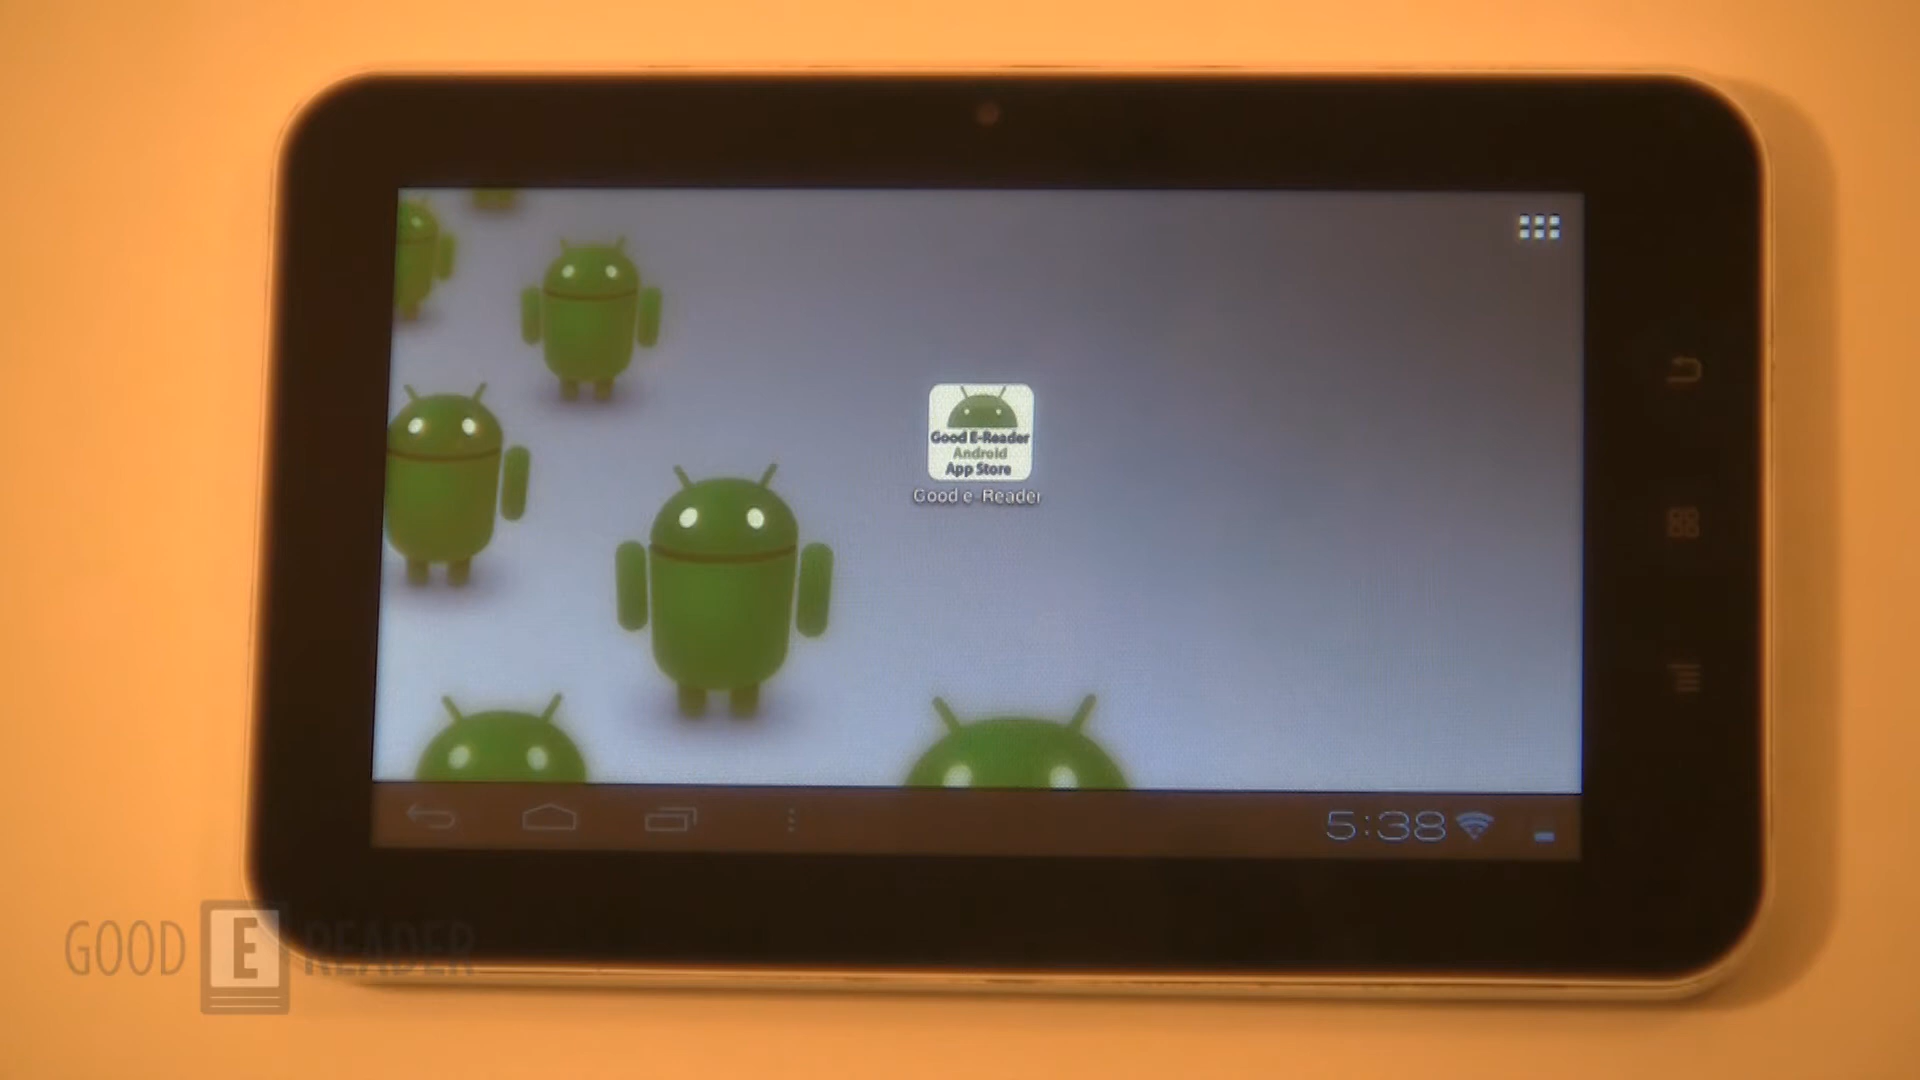 Good E-Reader
Android
App Store
Good e-Reader
5:38
GOOD E READER